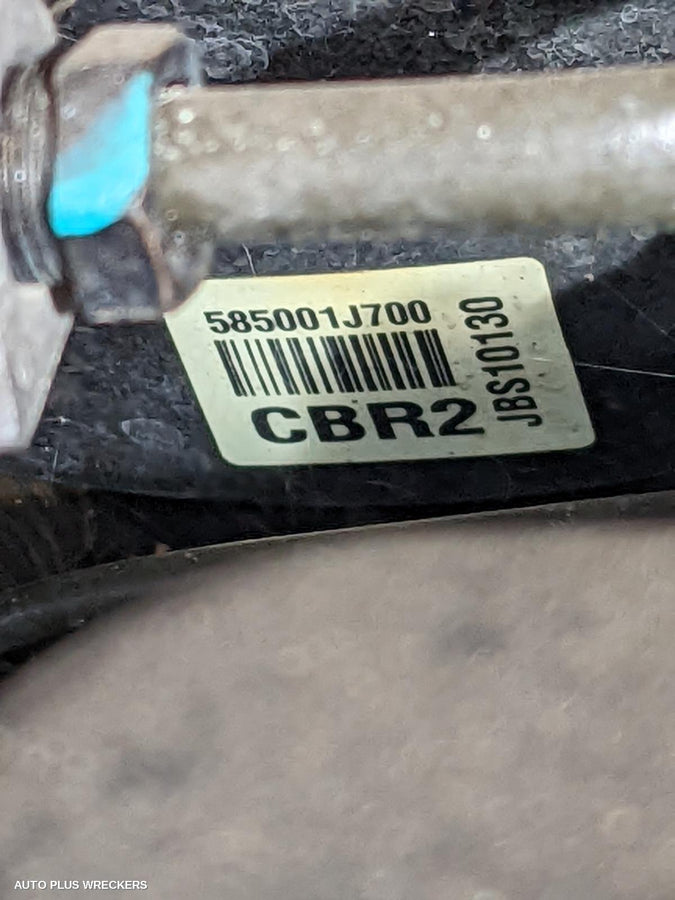 585001J700
CBR2
JBS10130
AUTO PLUS WRECKERS